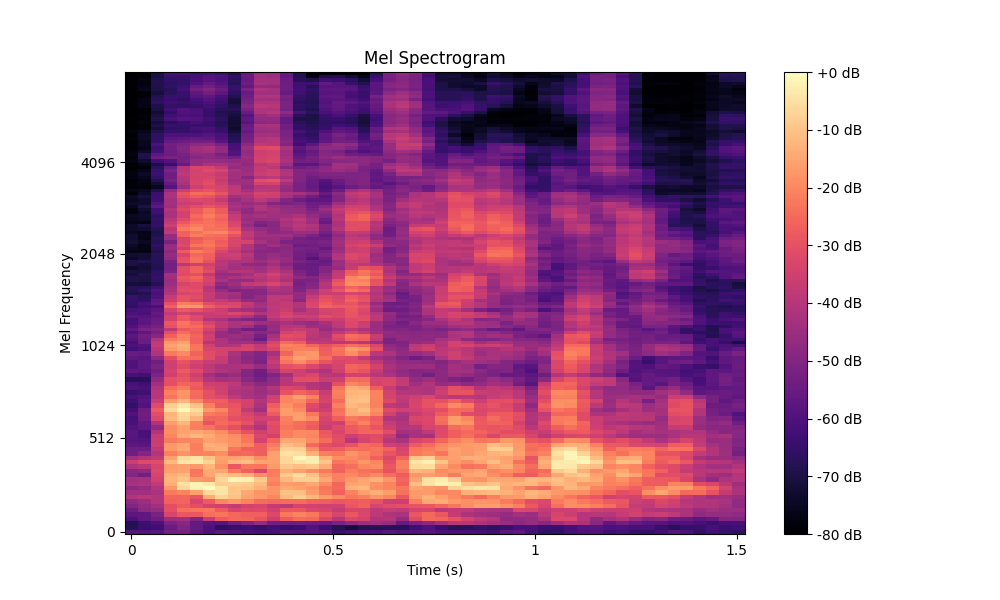 Mel Spectrogram
+0 dB
-10 dB
-20 dB
-30 dB
-40 dB
-50 dB
-60 dB
-70 dB
-80 dB
Mel Frequency
4096
2048
1024
512
0
0
0.5
1
1.5
Time (s)